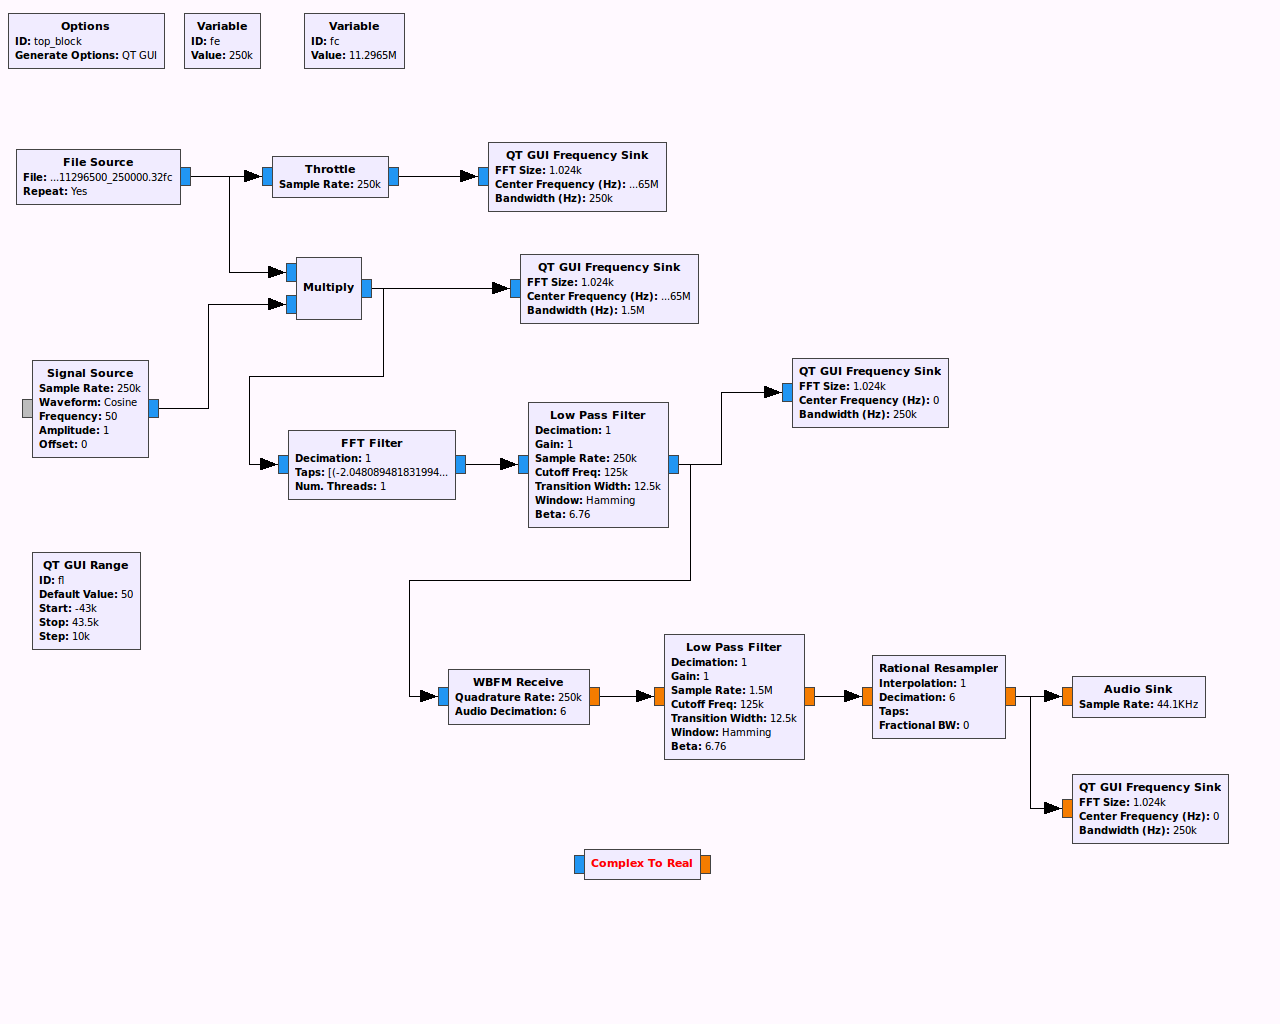 Options
ID: top_block
Generate Options: QT GUI
Variable
ID: fe
Value: 250k
Variable
ID: fc
Value: 11.2965M
File Source
File: ...11296500_250000.32fc
Repeat: Yes
Throttle
Sample Rate: 250k
QT GUI Frequency Sink
FFT Size: 1.024k
Center Frequency (Hz): ...65M
Bandwidth (Hz): 250k
Multiply
QT GUI Frequency Sink
FFT Size: 1.024k
Center Frequency (Hz): ...65M
Bandwidth (Hz): 1.5M
Signal Source
Sample Rate: 250k
Waveform: Cosine
Frequency: 50
Amplitude: 1
Offset: 0
QT GUI Frequency Sink
FFT Size: 1.024k
Center Frequency (Hz): 0
Bandwidth (Hz): 250k
FFT Filter
Decimation: 1
Taps: [(-2.048089481831994...
Num. Threads: 1
Low Pass Filter
Decimation: 1
Gain: 1
Sample Rate: 250k
Cutoff Freq: 125k
Transition Width: 12.5k
Window: Hamming
Beta: 6.76
QT GUI Range
ID: fl
Default Value: 50
Start: -43k
Stop: 43.5k
Step: 10k
WBFM Receive
Quadrature Rate: 250k
Audio Decimation: 6
Low Pass Filter
Decimation: 1
Gain: 1
Sample Rate: 1.5M
Cutoff Freq: 125k
Transition Width: 12.5k
Window: Hamming
Beta: 6.76
Rational Resampler
Interpolation: 1
Decimation: 6
Taps:
Fractional BW: 0
Audio Sink
Sample Rate: 44.1KHz
QT GUI Frequency Sink
FFT Size: 1.024k
Center Frequency (Hz): 0
Bandwidth (Hz): 250k
Complex To Real